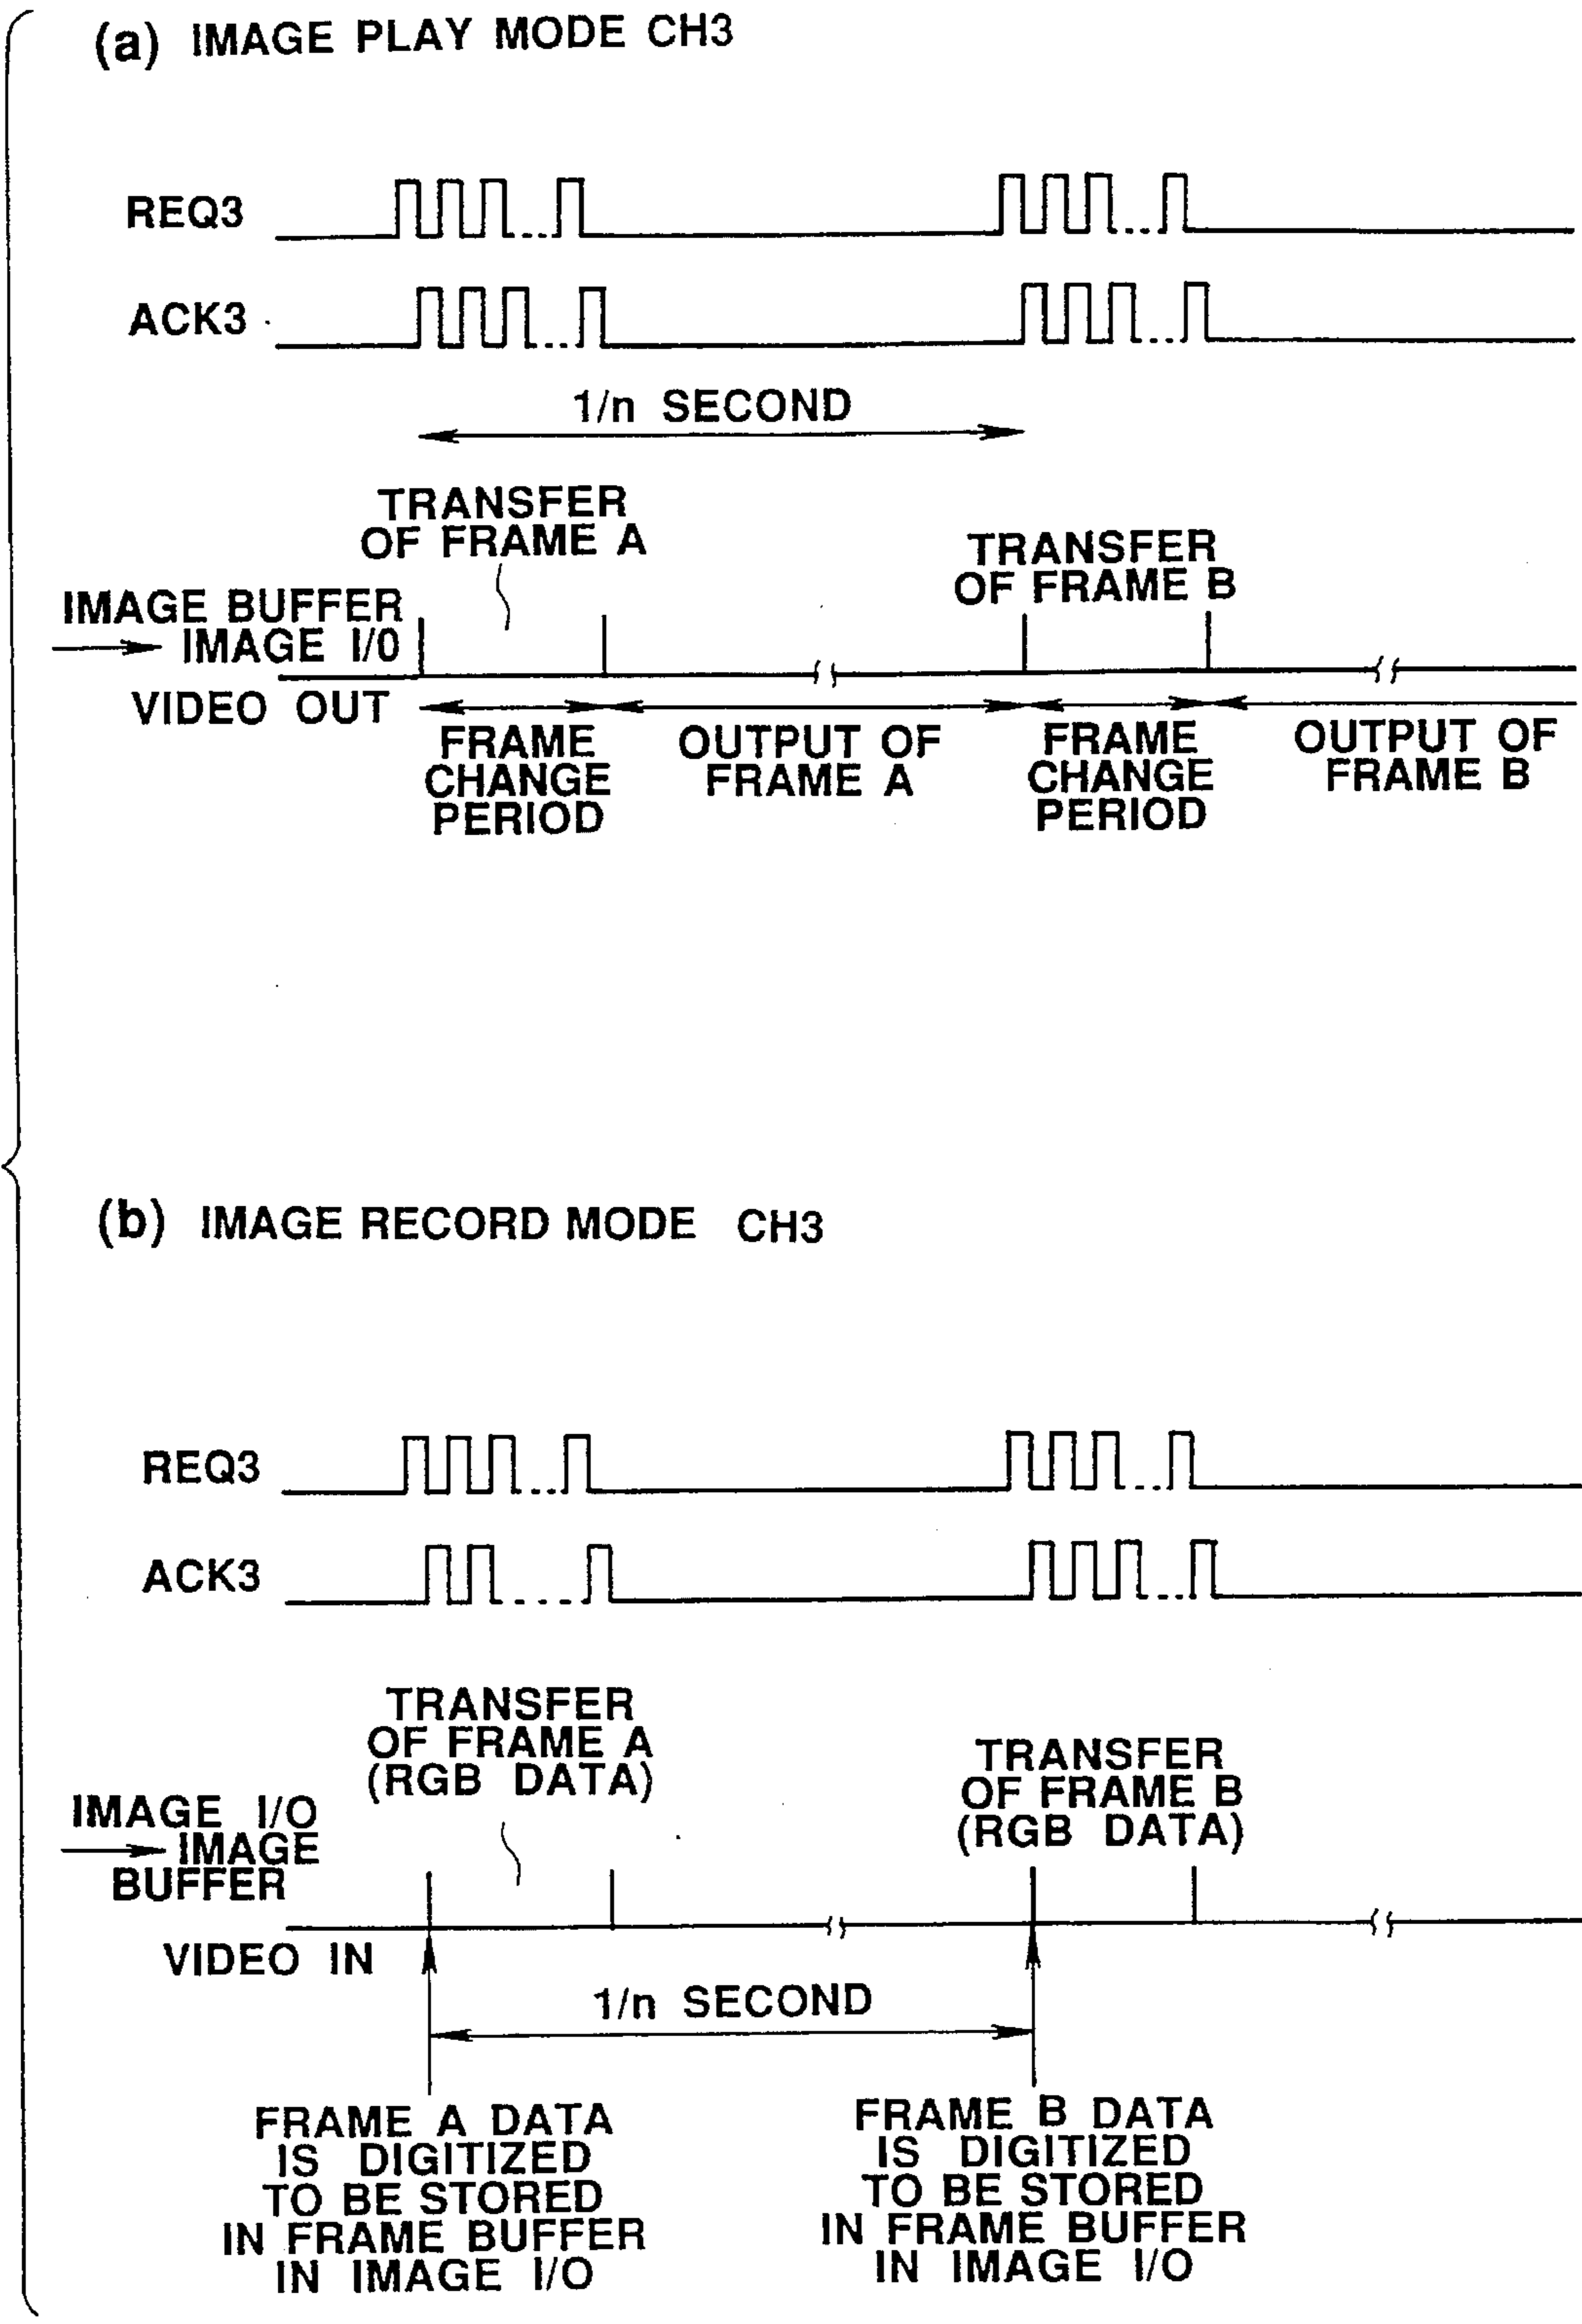 (a) IMAGE PLAY MODE CH3
REQ3
ACK3
1/n SECOND
TRANSFER
OF FRAME A
TRANSFER
OF FRAME B
IMAGE BUFFER
IMAGE I/O
VIDEO OUT
FRAME
CHANGE
PERIOD
OUTPUT OF
FRAME A
FRAME
CHANGE
PERIOD
OUTPUT OF
FRAME B
(b) IMAGE RECORD MODE CH3
REQ3
ACK3
TRANSFER
OF FRAME A
(RGB DATA)
TRANSFER
OF FRAME B
(RGB DATA)
IMAGE I/O
IMAGE
BUFFER
VIDEO IN
1/n SECOND
FRAME A DATA
IS DIGITIZED
TO BE STORED
IN FRAME BUFFER
IN IMAGE I/O
FRAME B DATA
IS DIGITIZED
TO BE STORED
IN FRAME BUFFER
IN IMAGE I/O